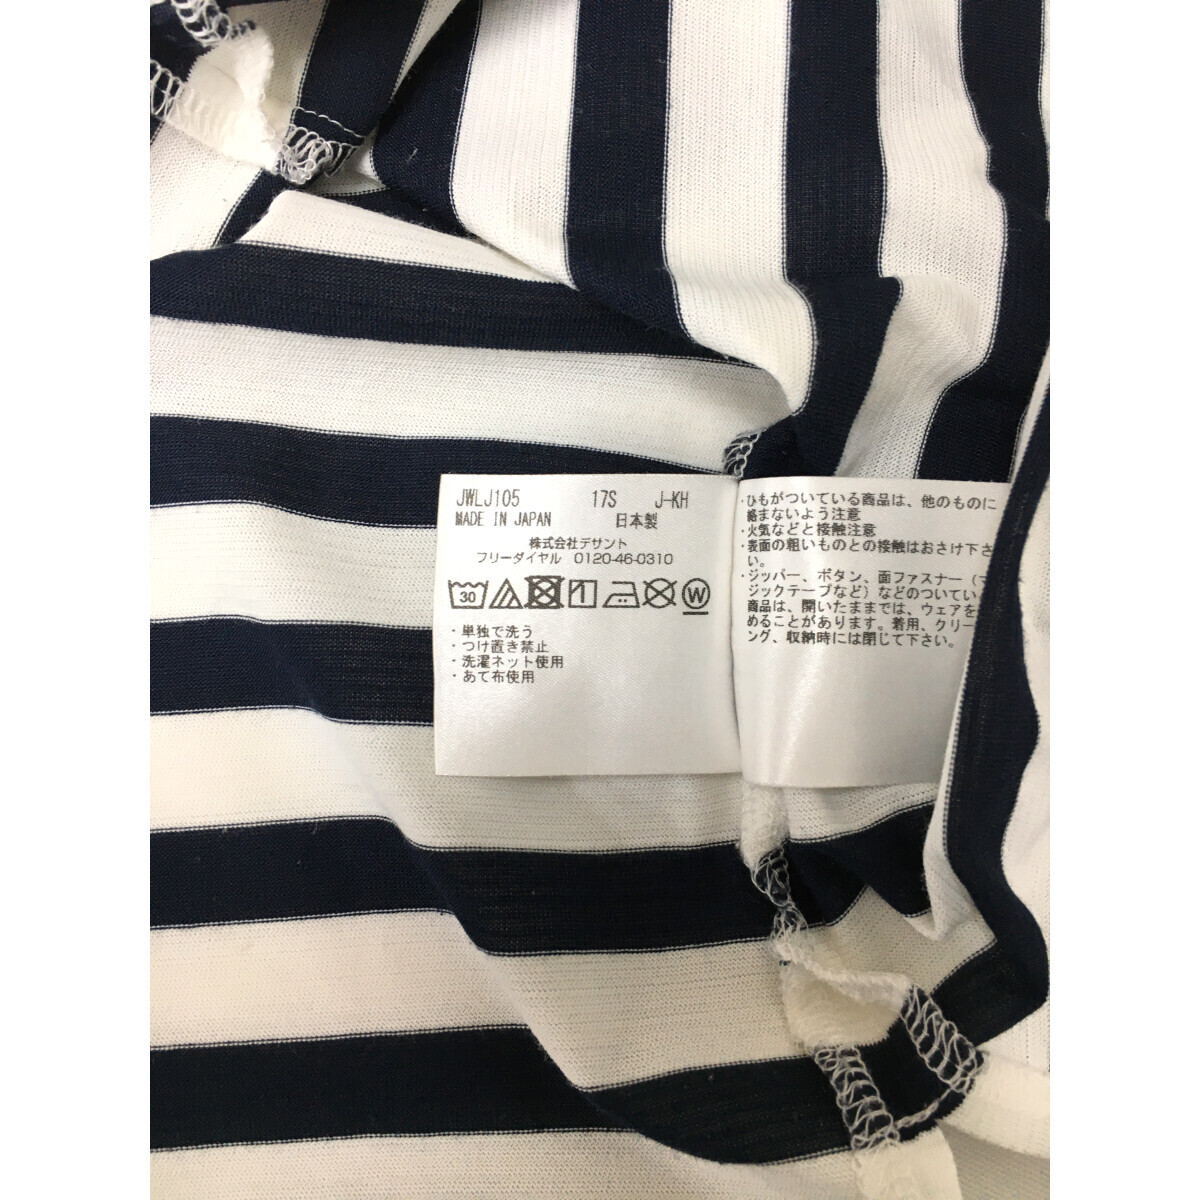 JWLJ105 17S J-KH
MADE IN JAPAN 日本製
株式会社デサント
フリーダイヤル 0120-46-0310
30 W
・単独で洗う
・つけ置き禁止
・洗濯ネット使用
・あて布使用
・ひもがついている商品は、他のものに
絡まないよう注意
・火気などと接触注意
・表面の粗いものとの接触はおさけ下さ
い。
・ジッパー、ボタン、面ファスナー（マ
ジックテープなど）などのついてい
商品は、開いたままでは、ウェアを
めることがあります。着用、クリー
ング、収納時には閉じて下さい。